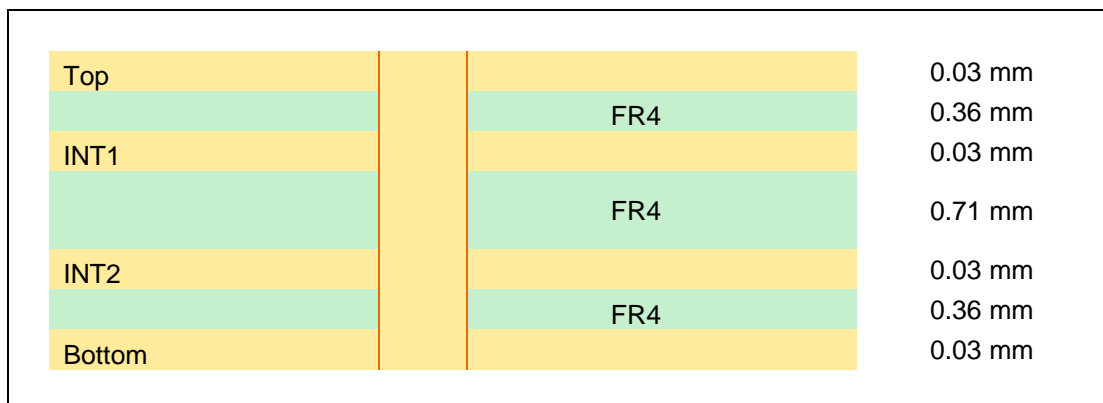 Top 0.03 mm
FR4 0.36 mm
INT1 0.03 mm
FR4 0.71 mm
INT2 0.03 mm
FR4 0.36 mm
Bottom 0.03 mm